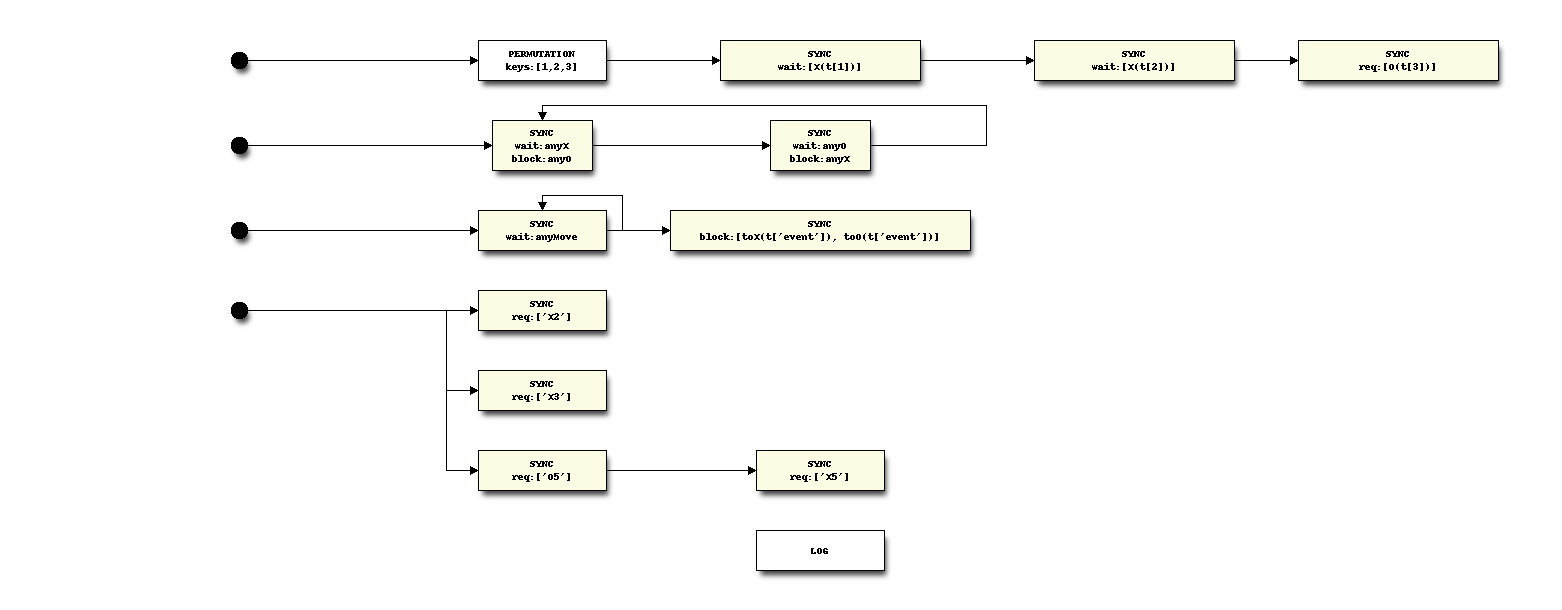 PERMUTATION
keys:[1,2,3]
SYNC
wait:[X(t[1])]
SYNC
wait:[X(t[2])]
SYNC
req:[O(t[3])]
SYNC
wait:anyX
block:anyO
SYNC
wait:anyO
block:anyX
SYNC
wait:anyMove
SYNC
block:[toX(t['event']), toO(t['event'])]
SYNC
req:['X2']
SYNC
req:['X3']
SYNC
req:['O5']
SYNC
req:['X5']
LOG